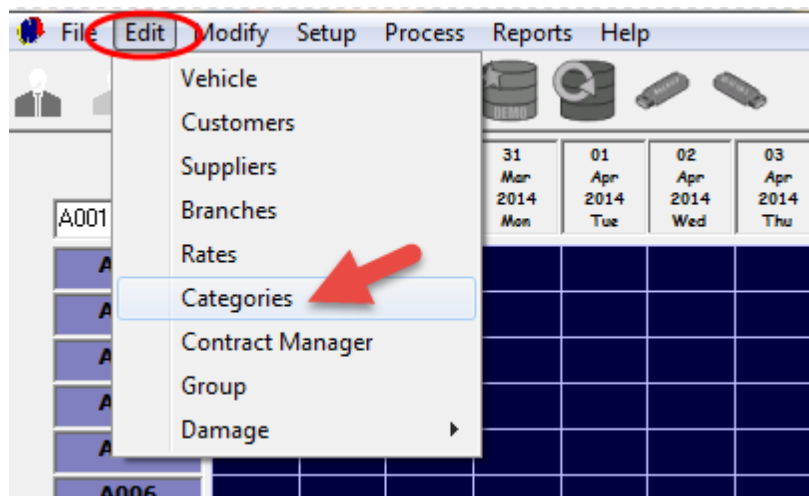 File Edit Modify Setup Process Reports Help
Vehicle
Customers
Suppliers
Branches
Rates
Categories
Contract Manager
Group
Damage
DEMO
31 01 02 03
Mar Apr Apr Apr
2014 2014 2014 2014
Mon Tue Wed Thu
A001
A
A
A
A
A
A006